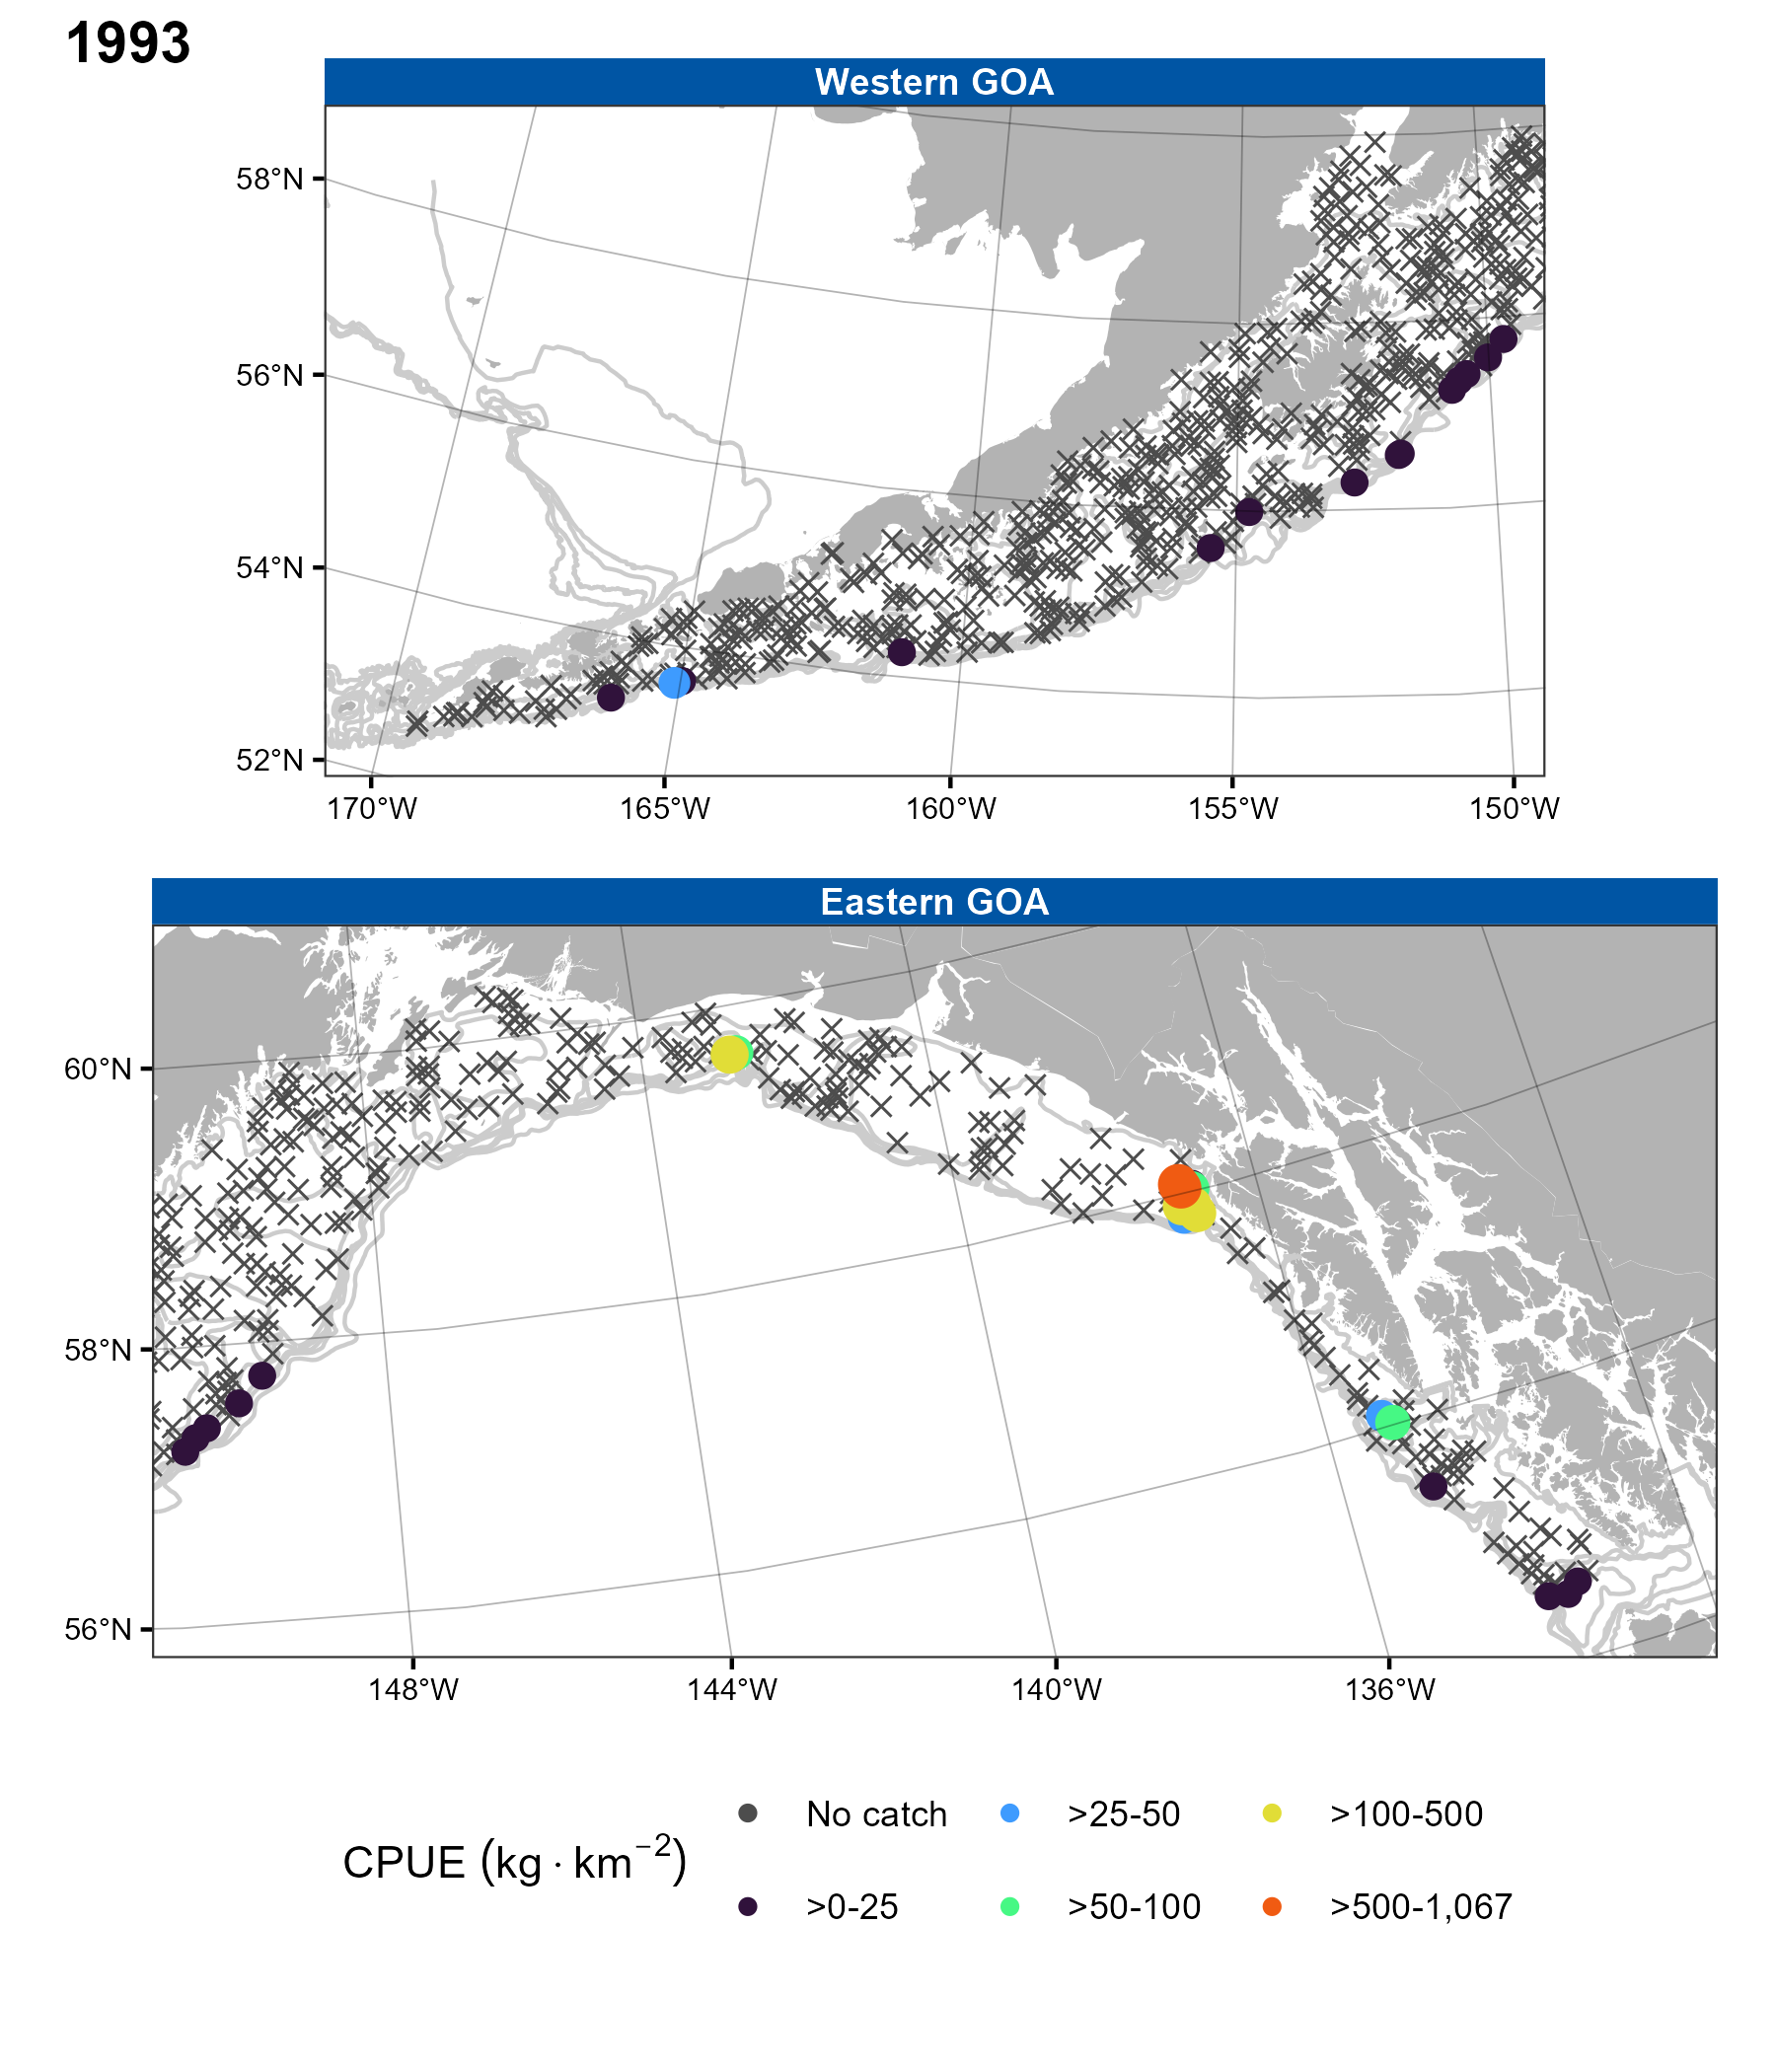 1993
Western GOA
58°N
56°N
54°N
52°N
170°W 165°W 160°W 155°W 150°W
Eastern GOA
60°N
58°N
56°N
148°W 144°W 140°W 136°W
CPUE (kg · km⁻²)
No catch >25-50 >100-500
>0-25 >50-100 >500-1,067